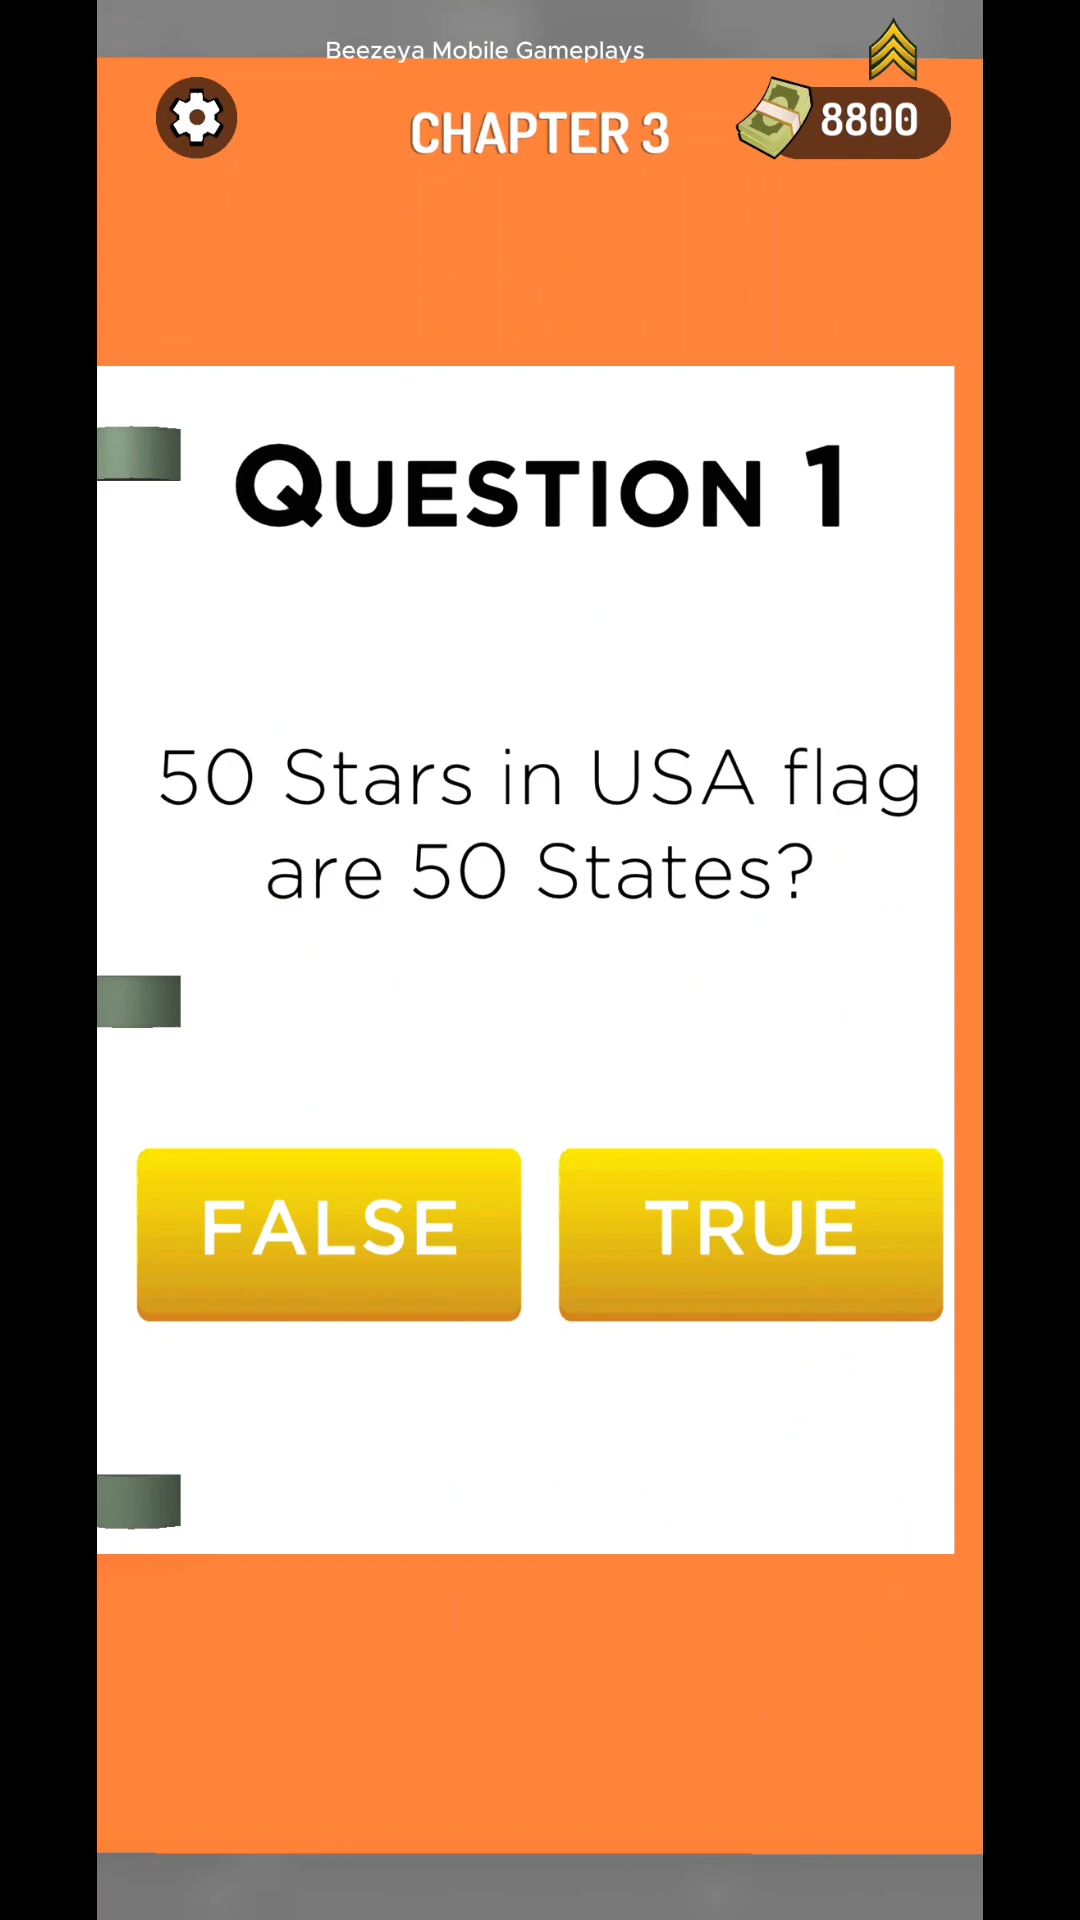 Beezeya Mobile Gameplays
CHAPTER 3
8800
QUESTION 1
50 Stars in USA flag
are 50 States?
FALSE
TRUE